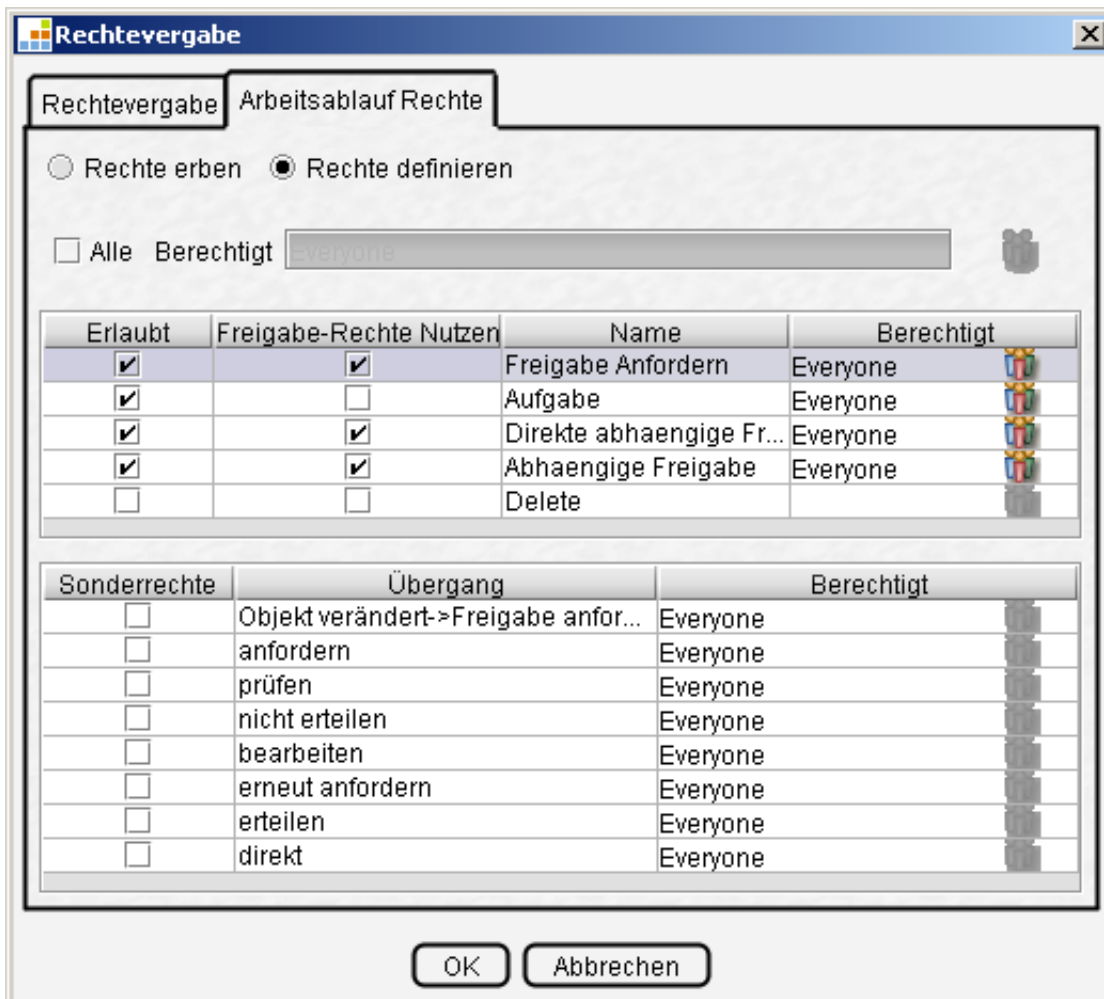 Rechtevergabe
Rechtevergabe Arbeitsablauf Rechte
Rechte erben Rechte definieren
Alle Berechtigt Everyone
Erlaubt Freigabe-Rechte Nutzen Name Berechtigt
Freigabe Anfordern Everyone
Aufgabe Everyone
Direkte abhaengige Fr... Everyone
Abhaengige Freigabe Everyone
Delete
Sonderrechte Übergang Berechtigt
Objekt verändert->Freigabe anfor... Everyone
anfordern Everyone
prüfen Everyone
nicht erteilen Everyone
bearbeiten Everyone
erneut anfordern Everyone
erteilen Everyone
direkt Everyone
OK Abbrechen